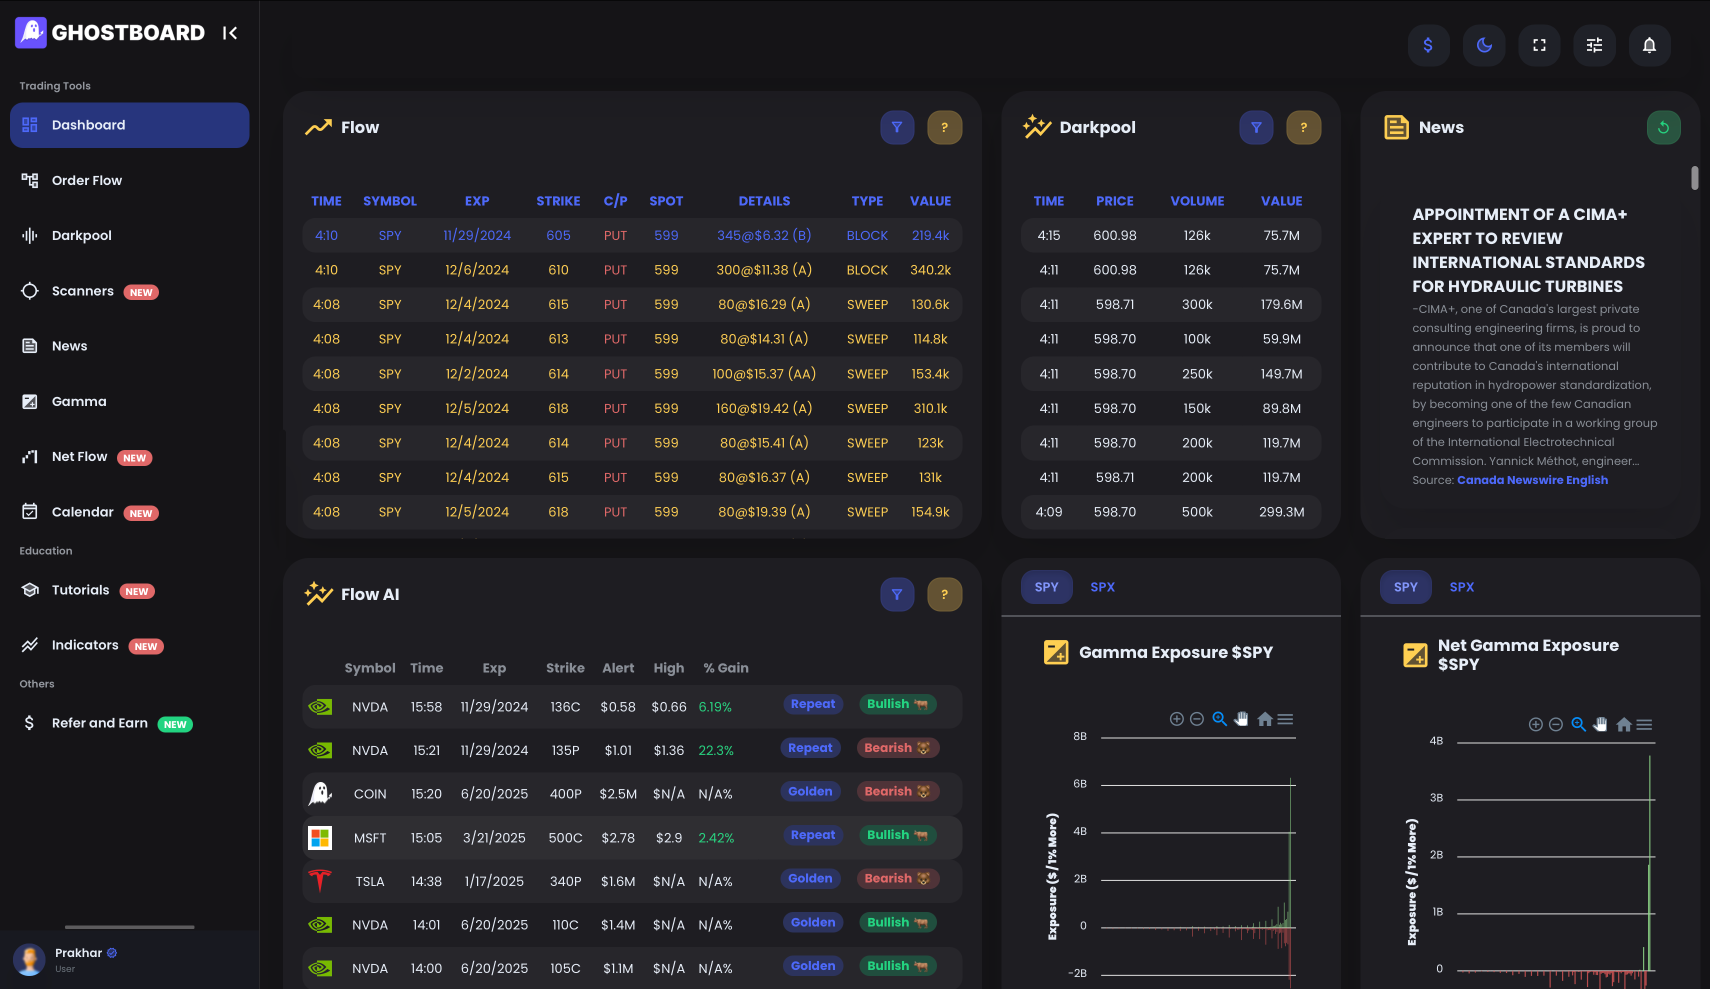 GHOSTBOARD
Trading Tools
Dashboard
Order Flow
Darkpool
Scanners NEW
News
Gamma
Net Flow NEW
Calendar NEW
Education
Tutorials NEW
Indicators NEW
Others
$ Refer and Earn NEW
Prakhar
User
$
Flow ?
TIME SYMBOL EXP STRIKE C/P SPOT DETAILS TYPE VALUE
4:10 SPY 11/29/2024 605 PUT 599 345@$6.32 (B) BLOCK 219.4k
4:10 SPY 12/6/2024 610 PUT 599 300@$11.38 (A) BLOCK 340.2k
4:08 SPY 12/4/2024 615 PUT 599 80@$16.29 (A) SWEEP 130.6k
4:08 SPY 12/4/2024 613 PUT 599 80@$14.31 (A) SWEEP 114.8k
4:08 SPY 12/2/2024 614 PUT 599 100@$15.37 (AA) SWEEP 153.4k
4:08 SPY 12/5/2024 618 PUT 599 160@$19.42 (A) SWEEP 310.1k
4:08 SPY 12/4/2024 614 PUT 599 80@$15.41 (A) SWEEP 123k
4:08 SPY 12/4/2024 615 PUT 599 80@$16.37 (A) SWEEP 131k
4:08 SPY 12/5/2024 618 PUT 599 80@$19.39 (A) SWEEP 154.9k
Darkpool ?
TIME PRICE VOLUME VALUE
4:15 600.98 126k 75.7M
4:11 600.98 126k 75.7M
4:11 598.71 300k 179.6M
4:11 598.70 100k 59.9M
4:11 598.70 250k 149.7M
4:11 598.70 150k 89.8M
4:11 598.70 200k 119.7M
4:11 598.71 200k 119.7M
4:09 598.70 500k 299.3M
News
APPOINTMENT OF A CIMA+
EXPERT TO REVIEW
INTERNATIONAL STANDARDS
FOR HYDRAULIC TURBINES
-CIMA+, one of Canada's largest private
consulting engineering firms, is proud to
announce that one of its members will
contribute to Canada's international
reputation in hydropower standardization,
by becoming one of the few Canadian
engineers to participate in a working group
of the International Electrotechnical
Commission. Yannick Méthot, engineer...
Source: Canada Newswire English
Flow AI ?
Symbol Time Exp Strike Alert High % Gain
NVDA 15:58 11/29/2024 136C $0.58 $0.66 6.19% Repeat Bullish
NVDA 15:21 11/29/2024 135P $1.01 $1.36 22.3% Repeat Bearish
COIN 15:20 6/20/2025 400P $2.5M $N/A N/A% Golden Bearish
MSFT 15:05 3/21/2025 500C $2.78 $2.9 2.42% Repeat Bullish
TSLA 14:38 1/17/2025 340P $1.6M $N/A N/A% Golden Bearish
NVDA 14:01 6/20/2025 110C $1.4M $N/A N/A% Golden Bullish
NVDA 14:00 6/20/2025 105C $1.1M $N/A N/A% Golden Bullish
SPY SPX
Gamma Exposure $SPY
8B
6B
4B
2B
0
-2B
Exposure ($ / 1% More)
SPY SPX
Net Gamma Exposure
$SPY
4B
3B
2B
1B
0
Exposure ($ / 1% More)